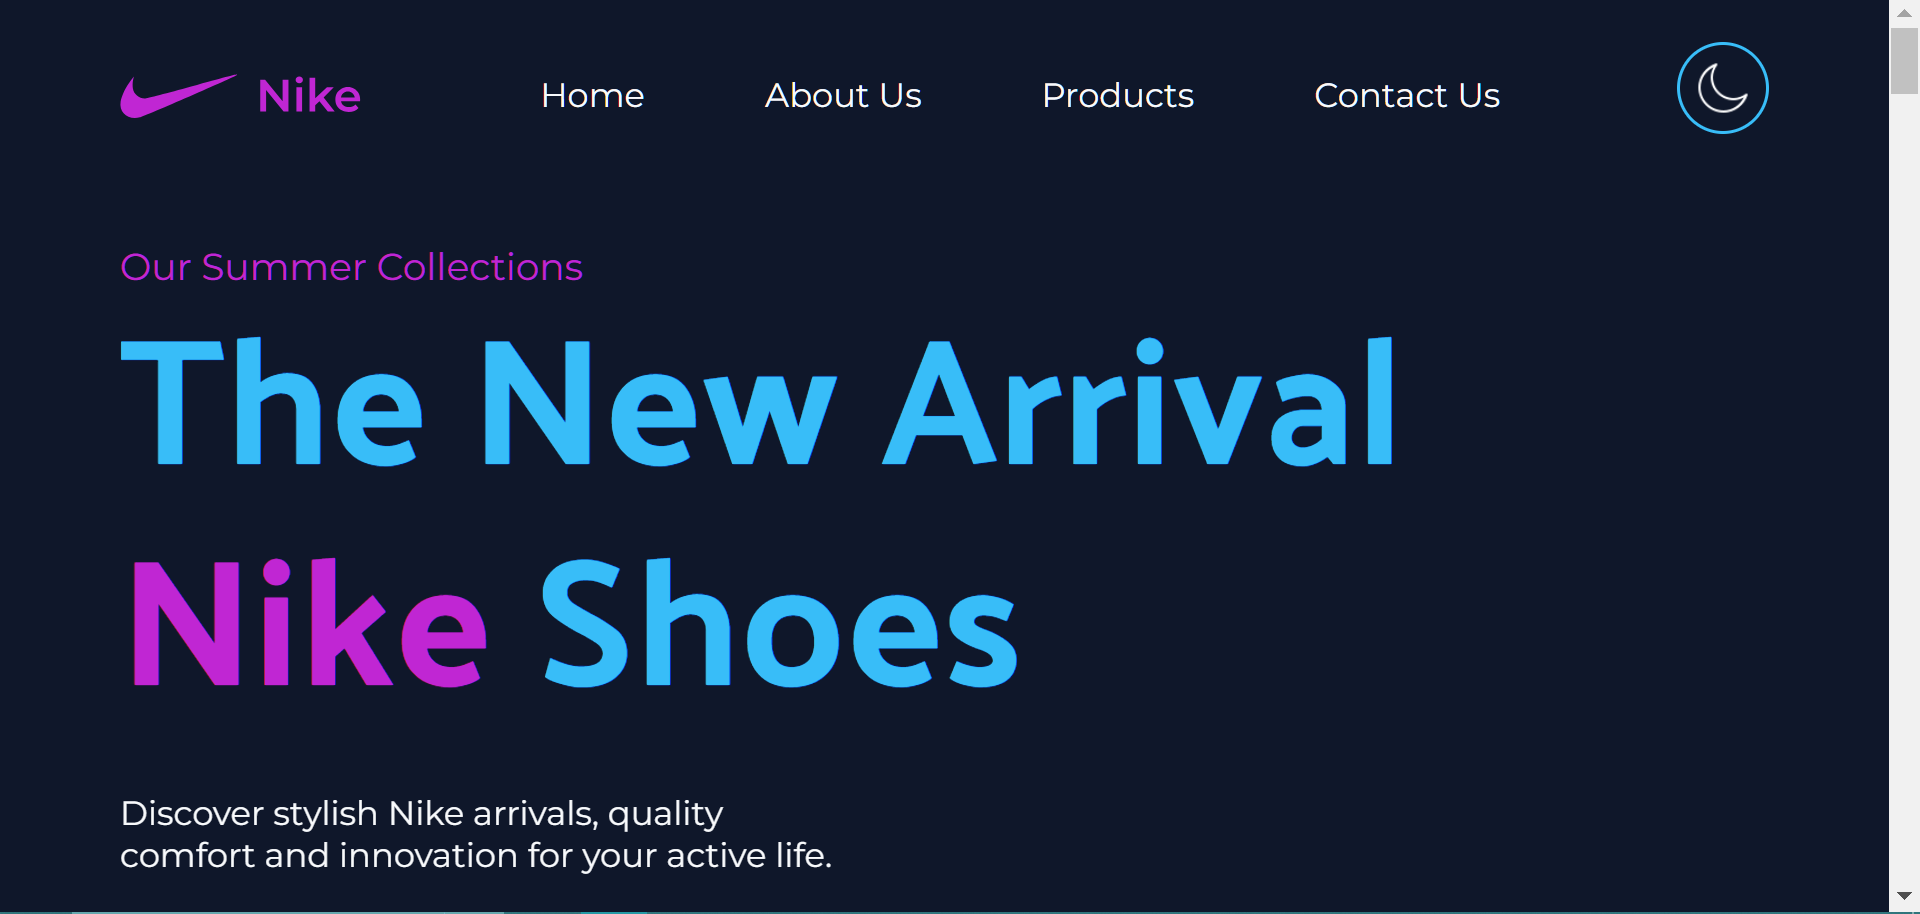 Nike Home About Us Products Contact Us
Our Summer Collections
The New Arrival
Nike Shoes
Discover stylish Nike arrivals, quality
comfort and innovation for your active life.